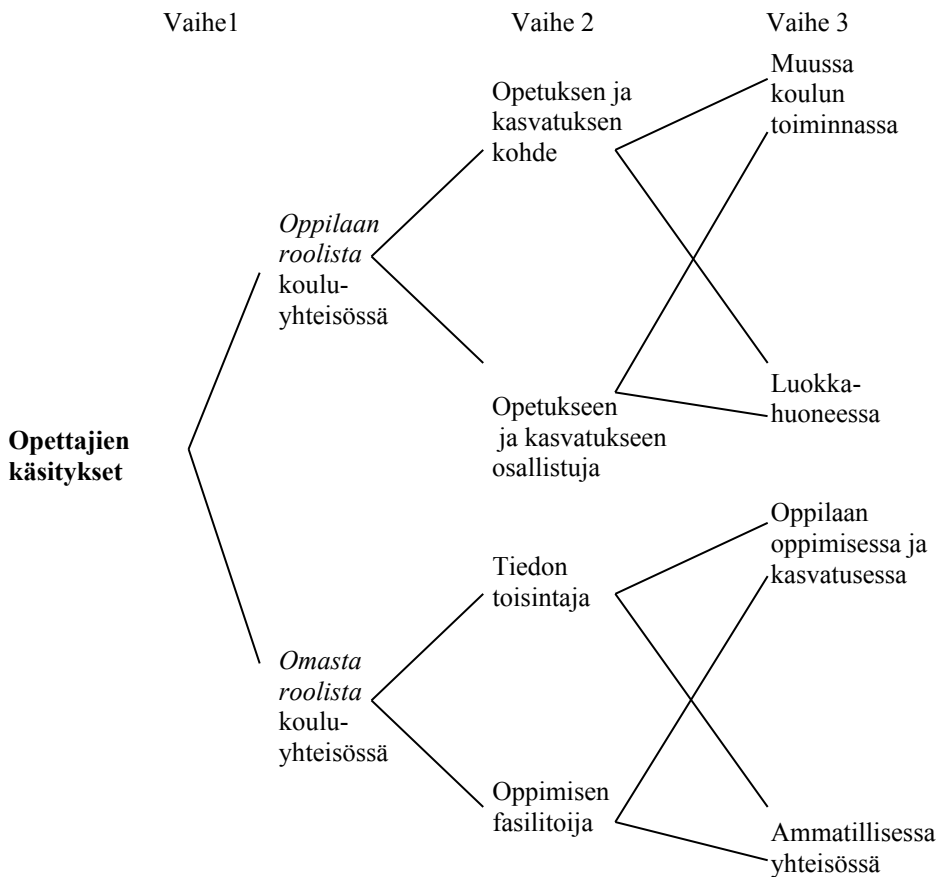 Vaihe1
Vaihe 2
Vaihe 3
Opettajien
käsitykset
Oppilaan
roolista
koulu-
yhteisössä
Omasta
roolista
koulu-
yhteisössä
Opetuksen ja
kasvatuksen
kohde
Opetukseen
ja kasvatukseen
osallistuja
Tiedon
toisintaja
Oppimisen
fasilitoija
Muussa
koulun
toiminnassa
Luokka-
huoneessa
Oppilaan
oppimisessa ja
kasvatusessa
Ammatillisessa
yhteisössä